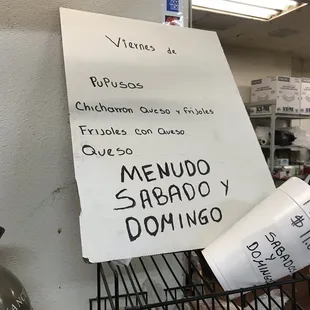 Viernes de
PUPUSAS
Chicharron Queso y frijoles
Frijoles con Queso
Queso
MENUDO
SABADO Y
DOMINGO
$
SABADO
DOMINGO